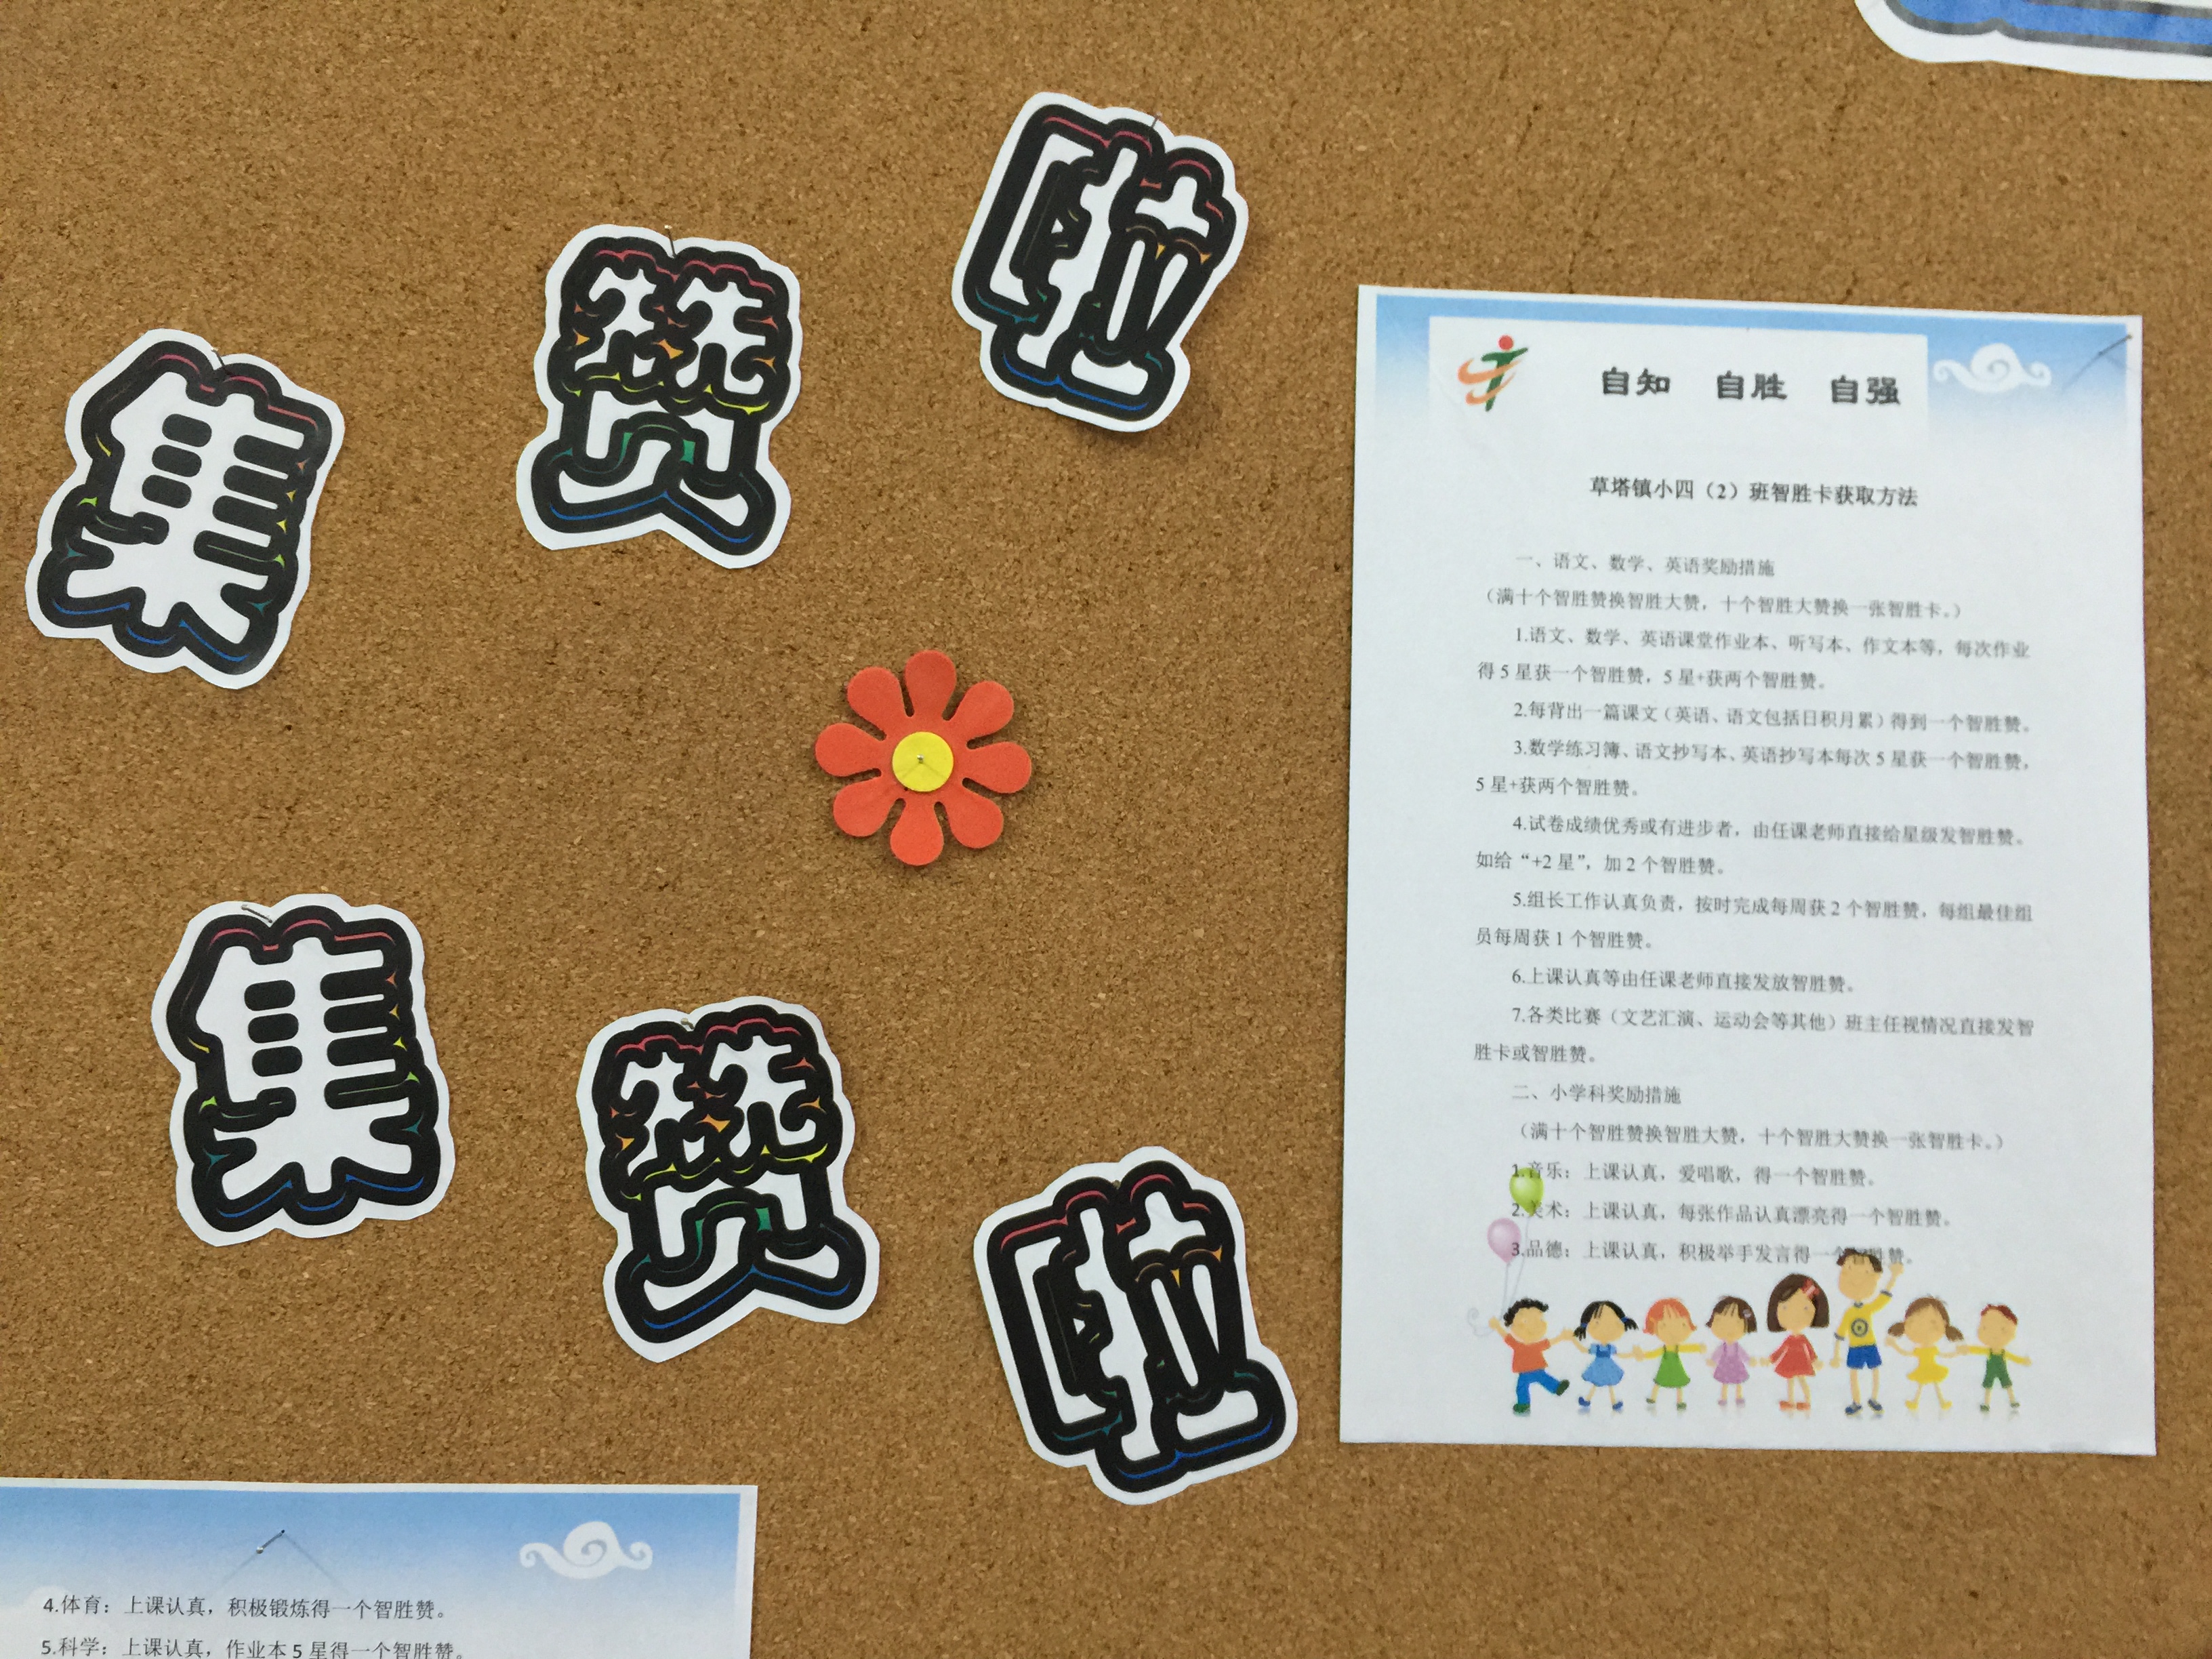 集赞啦
集赞啦
自知 自胜 自强
草塔镇小四（2）班智胜卡获取方法
一、语文、数学、英语奖励措施
（满十个智胜赞换智胜大赞，十个智胜大赞换一张智胜卡。）
1.语文、数学、英语课堂作业本、听写本、作文本等，每次作业
得 5 星获一个智胜赞，5 星+获两个智胜赞。
2.每背出一篇课文（英语、语文包括日积月累）得到一个智胜赞。
3.数学练习簿、语文抄写本、英语抄写本每次 5 星获一个智胜赞，
5 星+获两个智胜赞。
4.试卷成绩优秀或有进步者，由任课老师直接给星级发智胜赞。
如给“+2 星”，加 2 个智胜赞。
5.组长工作认真负责，按时完成每周获 2 个智胜赞，每组最佳组
员每周获 1 个智胜赞。
6.上课认真等由任课老师直接发放智胜赞。
7.各类比赛（文艺汇演、运动会等其他）班主任视情况直接发智
胜卡或智胜赞。
二、小学科奖励措施
（满十个智胜赞换智胜大赞，十个智胜大赞换一张智胜卡。）
1.音乐：上课认真，爱唱歌，得一个智胜赞。
2.美术：上课认真，每张作品认真漂亮得一个智胜赞。
3.品德：上课认真，积极举手发言得一个智胜赞。
4.体育：上课认真，积极锻炼得一个智胜赞。
5.科学：上课认真，作业本 5 星得一个智胜赞。